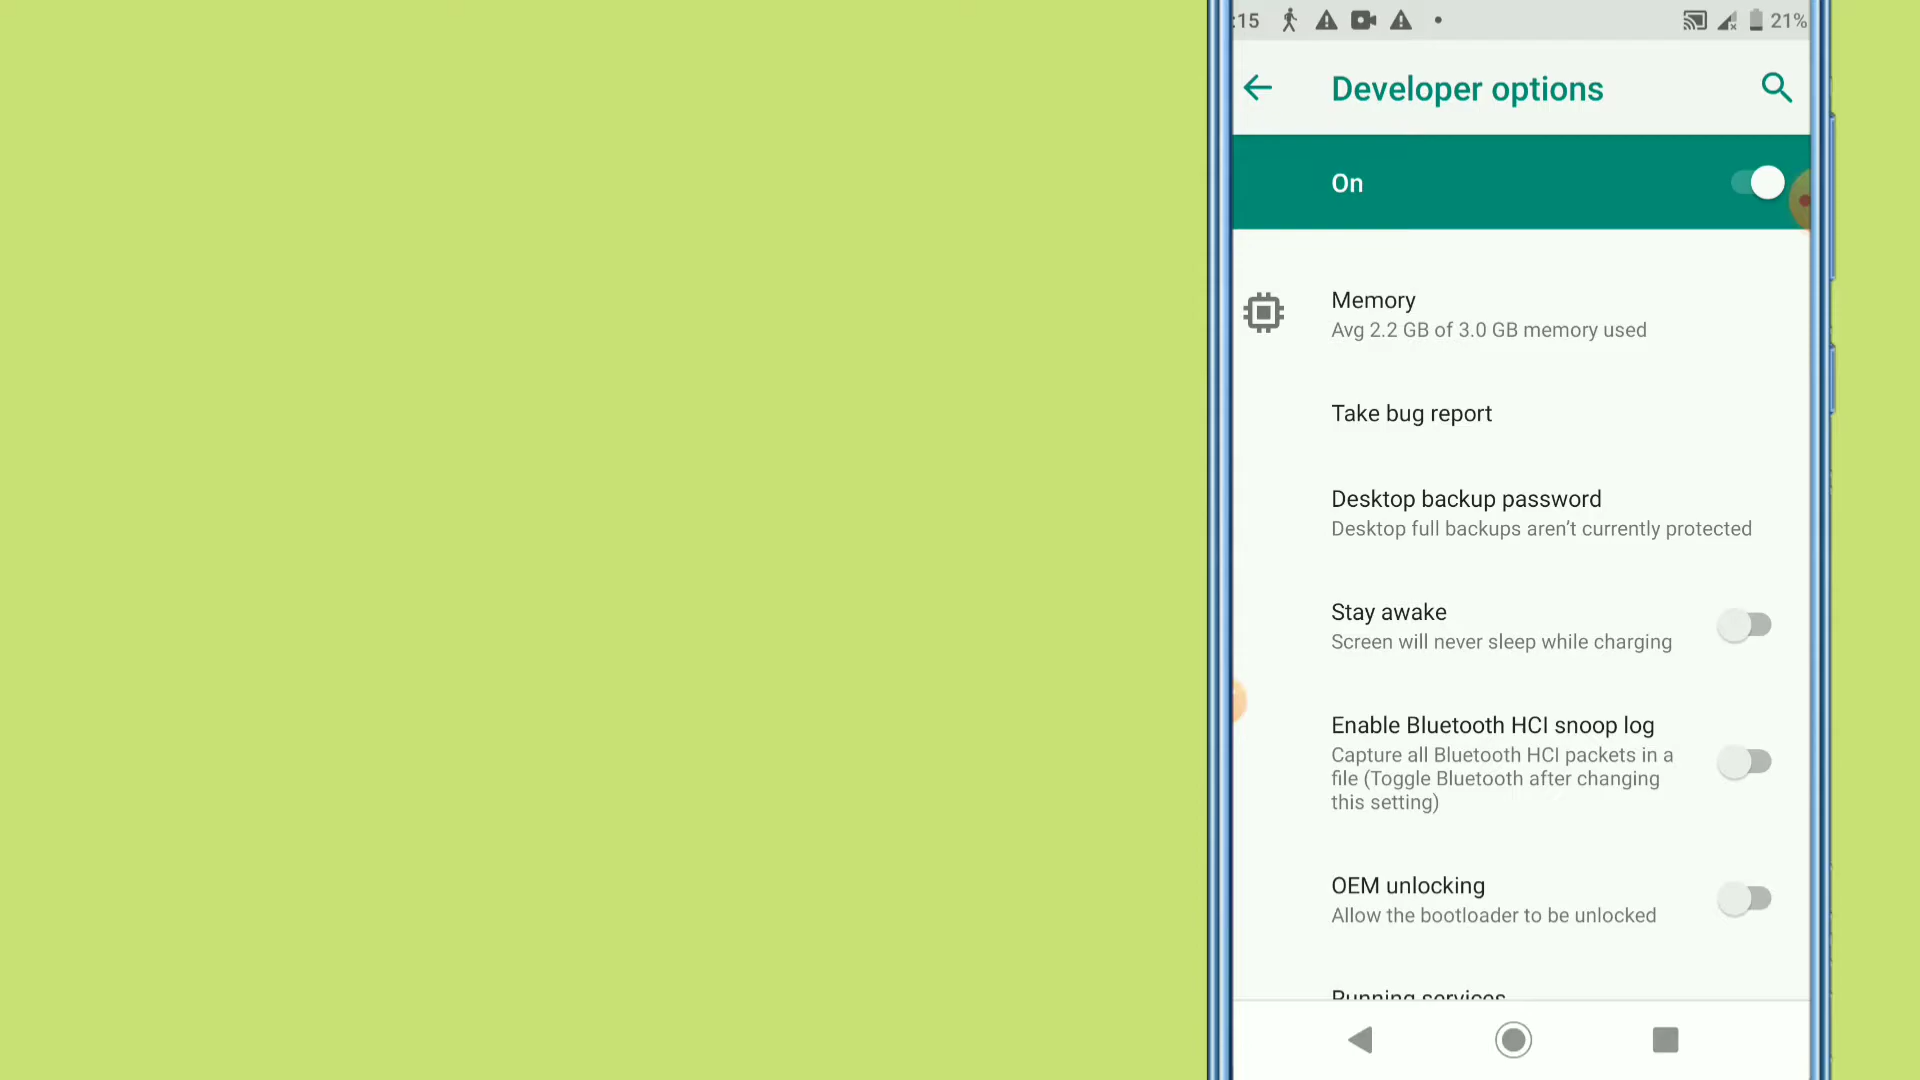 :15
21%
Developer options
On
Memory
Avg 2.2 GB of 3.0 GB memory used
Take bug report
Desktop backup password
Desktop full backups aren't currently protected
Stay awake
Screen will never sleep while charging
Enable Bluetooth HCI snoop log
Capture all Bluetooth HCI packets in a
file (Toggle Bluetooth after changing
this setting)
OEM unlocking
Allow the bootloader to be unlocked
Running services